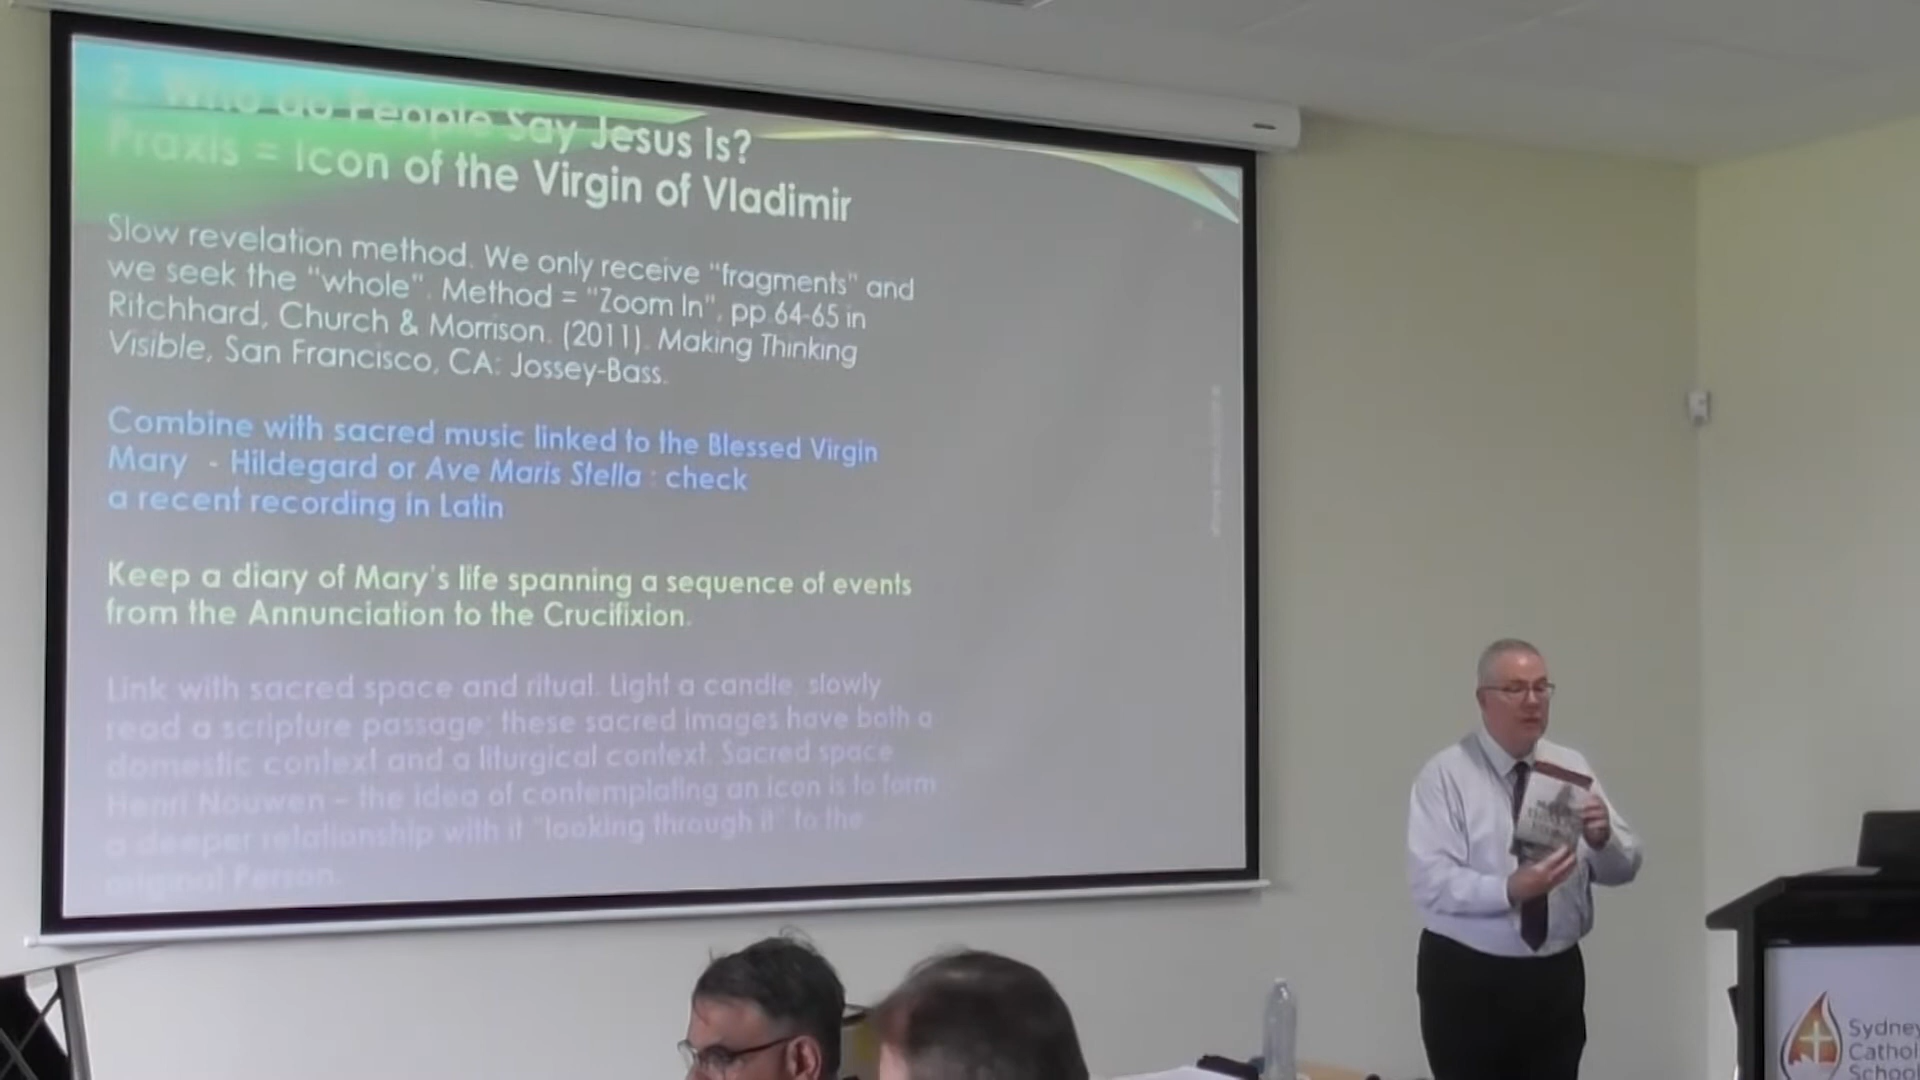 2. Who do People Say Jesus Is?
Praxis = Icon of the Virgin of Vladimir
Slow revelation method. We only receive "fragments" and
we seek the "whole". Method = "Zoom In", pp 64-65 in
Ritchhard, Church & Morrison. (2011). Making Thinking
Visible, San Francisco, CA: Jossey-Bass.
Combine with sacred music linked to the Blessed Virgin
Mary - Hildegard or Ave Maris Stella : check
a recent recording in Latin
Keep a diary of Mary's life spanning a sequence of events
from the Annunciation to the Crucifixion.
Link with sacred space and ritual. Light a candle, slowly
read a scripture passage; these sacred images have both a
domestic context and a liturgical context. Sacred space
Henri Nouwen – the idea of contemplating an icon is to form
a deeper relationship with it "looking through it" to the
original Person.
Sydney
Catholic
Schools